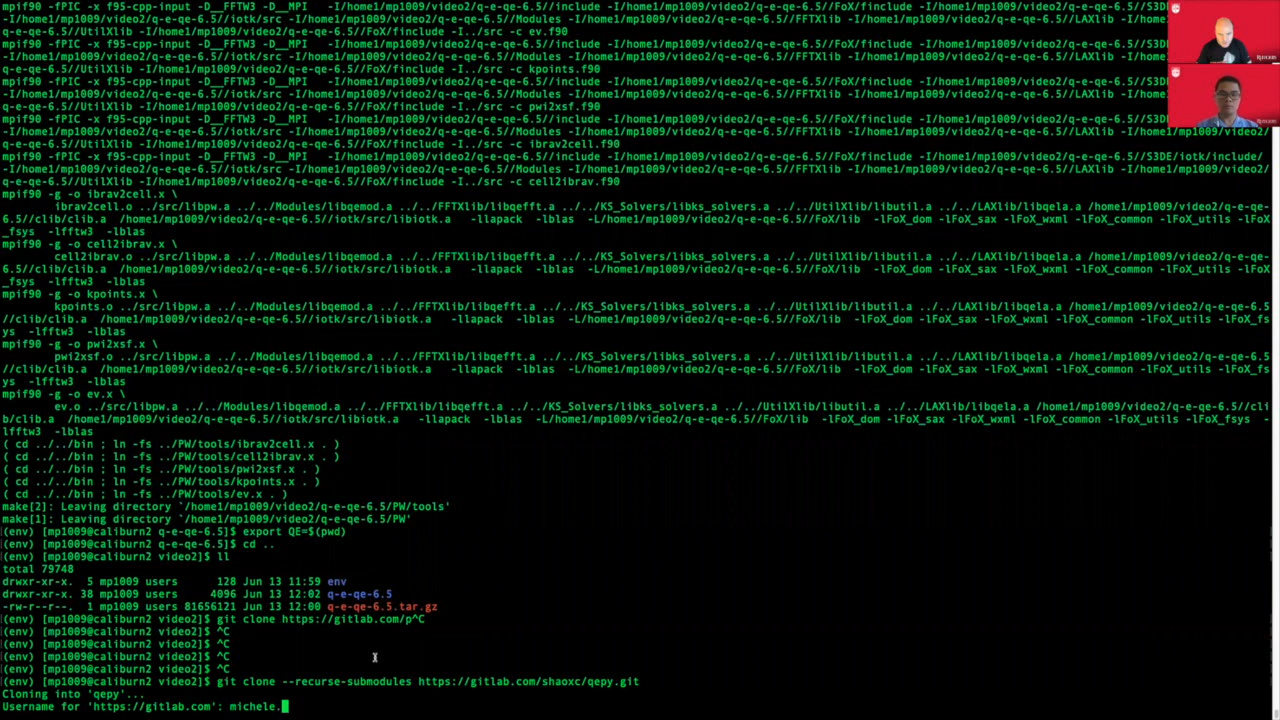 mpif90 -fPIC -x f95-cpp-input -D__FFTW3 -D__MPI   -I/home1/mp1009/video2/q-e-qe-6.5//include -I/home1/mp1009/video2/q-e-qe-6.5//FoX/finclude -I/home1/mp1009/video2/q-e-qe-6.5//S3D
E/iotk/include/ -I/home1/mp1009/video2/q-e-qe-6.5//iotk/src -I/home1/mp1009/video2/q-e-qe-6.5//Modules -I/home1/mp1009/video2/q-e-qe-6.5//FFTXlib -I/home1/mp1009/video2/q-e-qe-6.5//LAXlib -I/home1/mp1009/video2/q-e-qe-6.5
//UtilXlib -I/home1/mp1009/video2/q-e-qe-6.5//FoX/finclude -I../src -c ev.f90
mpif90 -fPIC -x f95-cpp-input -D__FFTW3 -D__MPI   -I/home1/mp1009/video2/q-e-qe-6.5//include -I/home1/mp1009/video2/q-e-qe-6.5//FoX/finclude -I/home1/mp1009/video2/q-e-qe-6.5//S3D
-I/home1/mp1009/video2/q-e-qe-6.5//iotk/src -I/home1/mp1009/video2/q-e-qe-6.5//Modules -I/home1/mp1009/video2/q-e-qe-6.5//FFTXlib -I/home1/mp1009/video2/q-e-qe-6.5//LAXlib -I/home1/mp1009/video2/
q-e-qe-6.5//UtilXlib -I/home1/mp1009/video2/q-e-qe-6.5//FoX/finclude -I../src -c kpoints.f90
mpif90 -fPIC -x f95-cpp-input -D__FFTW3 -D__MPI   -I/home1/mp1009/video2/q-e-qe-6.5//include -I/home1/mp1009/video2/q-e-qe-6.5//FoX/finclude -I/home1/mp1009/video2/q-e-qe-6.5//S3D
-I/home1/mp1009/video2/q-e-qe-6.5//iotk/src -I/home1/mp1009/video2/q-e-qe-6.5//Modules -I/home1/mp1009/video2/q-e-qe-6.5//FFTXlib -I/home1/mp1009/video2/q-e-qe-6.5//LAXlib -I/home1/mp1009/video2/
q-e-qe-6.5//UtilXlib -I/home1/mp1009/video2/q-e-qe-6.5//FoX/finclude -I../src -c pwi2xsf.f90
mpif90 -fPIC -x f95-cpp-input -D__FFTW3 -D__MPI   -I/home1/mp1009/video2/q-e-qe-6.5//include -I/home1/mp1009/video2/q-e-qe-6.5//FoX/finclude -I/home1/mp1009/video2/q-e-qe-6.5//S3D
-I/home1/mp1009/video2/q-e-qe-6.5//iotk/src -I/home1/mp1009/video2/q-e-qe-6.5//Modules -I/home1/mp1009/video2/q-e-qe-6.5//FFTXlib -I/home1/mp1009/video2/q-e-qe-6.5//LAXlib -I/home1/mp1009/video2/
q-e-qe-6.5//UtilXlib -I/home1/mp1009/video2/q-e-qe-6.5//FoX/finclude -I../src -c ibrav2cell.f90
mpif90 -fPIC -x f95-cpp-input -D__FFTW3 -D__MPI   -I/home1/mp1009/video2/q-e-qe-6.5//include -I/home1/mp1009/video2/q-e-qe-6.5//FoX/finclude -I/home1/mp1009/video2/q-e-qe-6.5//S3DE/iotk/include/
-I/home1/mp1009/video2/q-e-qe-6.5//iotk/src -I/home1/mp1009/video2/q-e-qe-6.5//Modules -I/home1/mp1009/video2/q-e-qe-6.5//FFTXlib -I/home1/mp1009/video2/q-e-qe-6.5//LAXlib -I/home1/mp1009/video2/
q-e-qe-6.5//UtilXlib -I/home1/mp1009/video2/q-e-qe-6.5//FoX/finclude -I../src -c cell2ibrav.f90
mpif90 -g -o ibrav2cell.x \
ibrav2cell.o ../src/libpw.a ../../Modules/libqemod.a ../../FFTXlib/libqefft.a ../../KS_Solvers/libks_solvers.a ../../UtilXlib/libutil.a ../../LAXlib/libqela.a /home1/mp1009/video2/q-e-qe-
6.5//clib/clib.a  /home1/mp1009/video2/q-e-qe-6.5//iotk/src/libiotk.a   -llapack  -lblas  -L/home1/mp1009/video2/q-e-qe-6.5//FoX/lib  -lFoX_dom -lFoX_sax -lFoX_wxml -lFoX_common -lFoX_utils -lFoX
_fsys  -lfftw3  -lblas
mpif90 -g -o cell2ibrav.x \
cell2ibrav.o ../src/libpw.a ../../Modules/libqemod.a ../../FFTXlib/libqefft.a ../../KS_Solvers/libks_solvers.a ../../UtilXlib/libutil.a ../../LAXlib/libqela.a /home1/mp1009/video2/q-e-qe-
6.5//clib/clib.a  /home1/mp1009/video2/q-e-qe-6.5//iotk/src/libiotk.a   -llapack  -lblas  -L/home1/mp1009/video2/q-e-qe-6.5//FoX/lib  -lFoX_dom -lFoX_sax -lFoX_wxml -lFoX_common -lFoX_utils -lFoX
_fsys  -lfftw3  -lblas
mpif90 -g -o kpoints.x \
kpoints.o ../src/libpw.a ../../Modules/libqemod.a ../../FFTXlib/libqefft.a ../../KS_Solvers/libks_solvers.a ../../UtilXlib/libutil.a ../../LAXlib/libqela.a /home1/mp1009/video2/q-e-qe-6.5
//clib/clib.a  /home1/mp1009/video2/q-e-qe-6.5//iotk/src/libiotk.a   -llapack  -lblas  -L/home1/mp1009/video2/q-e-qe-6.5//FoX/lib  -lFoX_dom -lFoX_sax -lFoX_wxml -lFoX_common -lFoX_utils -lFoX_fs
ys  -lfftw3  -lblas
mpif90 -g -o pwi2xsf.x \
pwi2xsf.o ../src/libpw.a ../../Modules/libqemod.a ../../FFTXlib/libqefft.a ../../KS_Solvers/libks_solvers.a ../../UtilXlib/libutil.a ../../LAXlib/libqela.a /home1/mp1009/video2/q-e-qe-6.5
//clib/clib.a  /home1/mp1009/video2/q-e-qe-6.5//iotk/src/libiotk.a   -llapack  -lblas  -L/home1/mp1009/video2/q-e-qe-6.5//FoX/lib  -lFoX_dom -lFoX_sax -lFoX_wxml -lFoX_common -lFoX_utils -lFoX_fs
ys  -lfftw3  -lblas
mpif90 -g -o ev.x \
ev.o ../src/libpw.a ../../Modules/libqemod.a ../../FFTXlib/libqefft.a ../../KS_Solvers/libks_solvers.a ../../UtilXlib/libutil.a ../../LAXlib/libqela.a /home1/mp1009/video2/q-e-qe-6.5//cli
b/clib.a  /home1/mp1009/video2/q-e-qe-6.5//iotk/src/libiotk.a   -llapack  -lblas  -L/home1/mp1009/video2/q-e-qe-6.5//FoX/lib  -lFoX_dom -lFoX_sax -lFoX_wxml -lFoX_common -lFoX_utils -lFoX_fsys  -
lfftw3  -lblas
( cd ../../bin ; ln -fs ../PW/tools/ibrav2cell.x . )
( cd ../../bin ; ln -fs ../PW/tools/cell2ibrav.x . )
( cd ../../bin ; ln -fs ../PW/tools/pwi2xsf.x . )
( cd ../../bin ; ln -fs ../PW/tools/kpoints.x . )
( cd ../../bin ; ln -fs ../PW/tools/ev.x . )
make[2]: Leaving directory `/home1/mp1009/video2/q-e-qe-6.5/PW/tools'
make[1]: Leaving directory `/home1/mp1009/video2/q-e-qe-6.5/PW'
(env) [mp1009@caliburn2 q-e-qe-6.5]$ export QE=$(pwd)
(env) [mp1009@caliburn2 q-e-qe-6.5]$ cd ..
(env) [mp1009@caliburn2 video2]$ ll
total 79748
drwxr-xr-x.  5 mp1009 users      128 Jun 13 11:59 env
drwxr-xr-x. 38 mp1009 users     4096 Jun 13 12:02 q-e-qe-6.5
-rw-r--r--.  1 mp1009 users 81656121 Jun 13 12:00 q-e-qe-6.5.tar.gz
(env) [mp1009@caliburn2 video2]$ git clone https://gitlab.com/p^C
(env) [mp1009@caliburn2 video2]$ ^C
(env) [mp1009@caliburn2 video2]$ ^C
(env) [mp1009@caliburn2 video2]$ ^C
(env) [mp1009@caliburn2 video2]$ ^C
(env) [mp1009@caliburn2 video2]$ git clone --recurse-submodules https://gitlab.com/shaoxc/qepy.git
Cloning into 'qepy'...
Username for 'https://gitlab.com': michele.